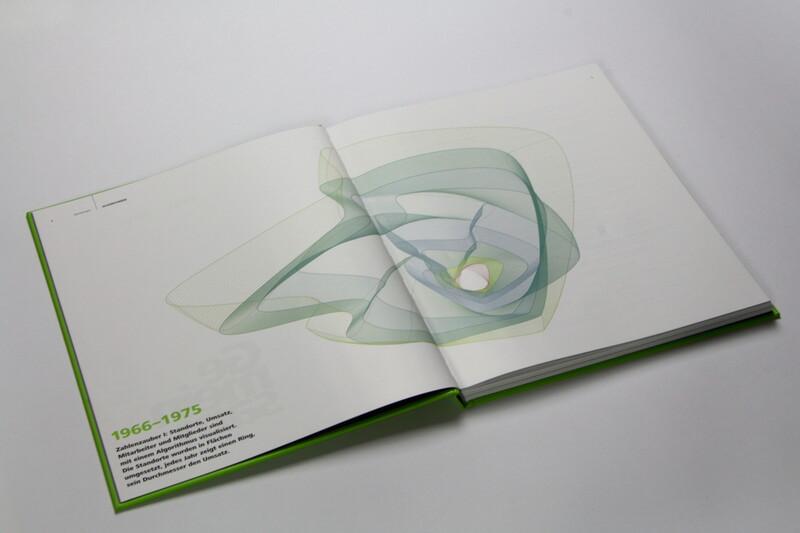 1966–1975
Zahlenzauber I: Standorte, Umsatz,
Mitarbeiter und Mitglieder sind
mit einem Algorithmus visualisiert.
Die Standorte wurden in Flächen
umgesetzt, jedes Jahr zeigt einen Ring,
sein Durchmesser den Umsatz.